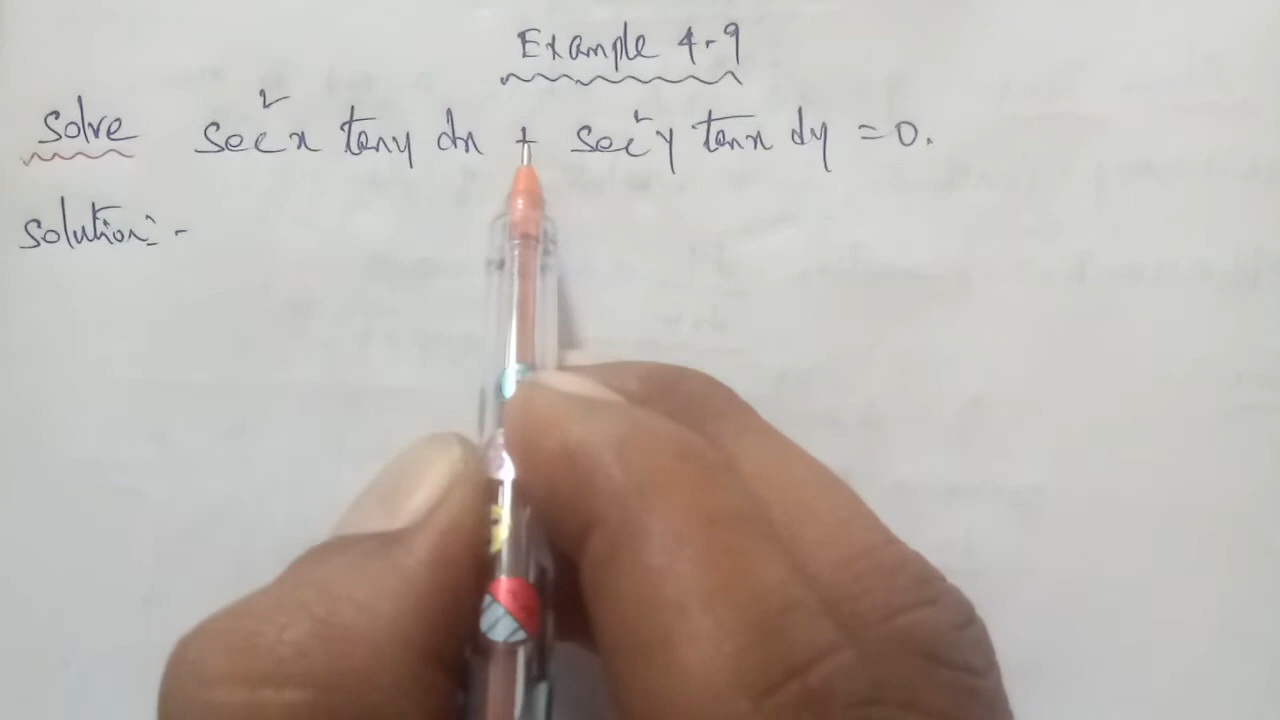 Example 4.9
Solve sec²x tany dx + sec²y tanx dy = 0.
Solution:-